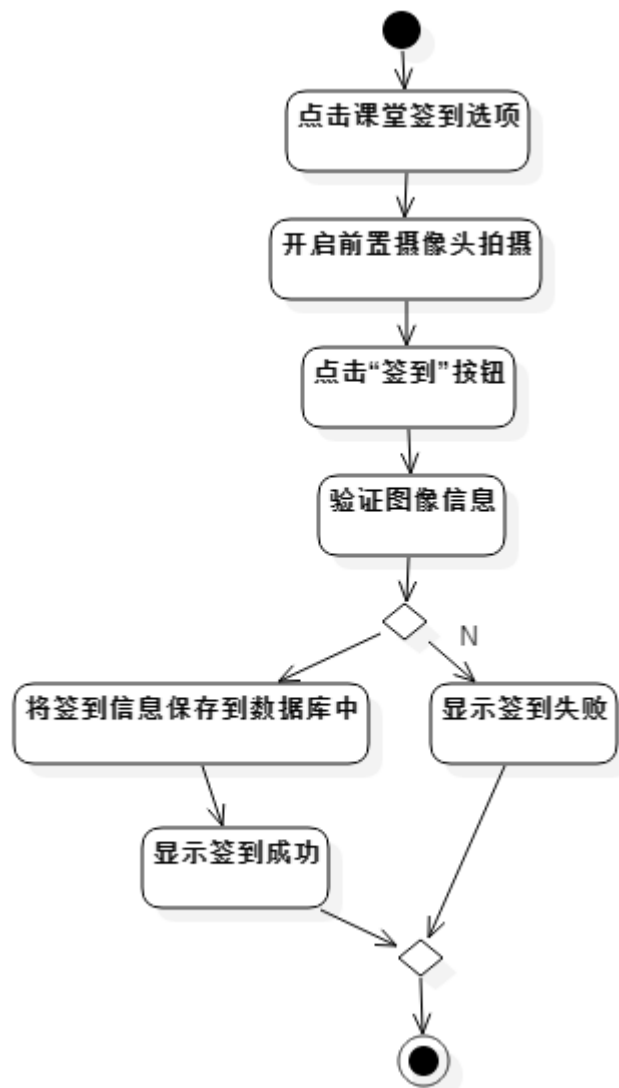 点击课堂签到选项
开启前置摄像头拍摄
点击“签到”按钮
验证图像信息
N
将签到信息保存到数据库中
显示签到失败
显示签到成功